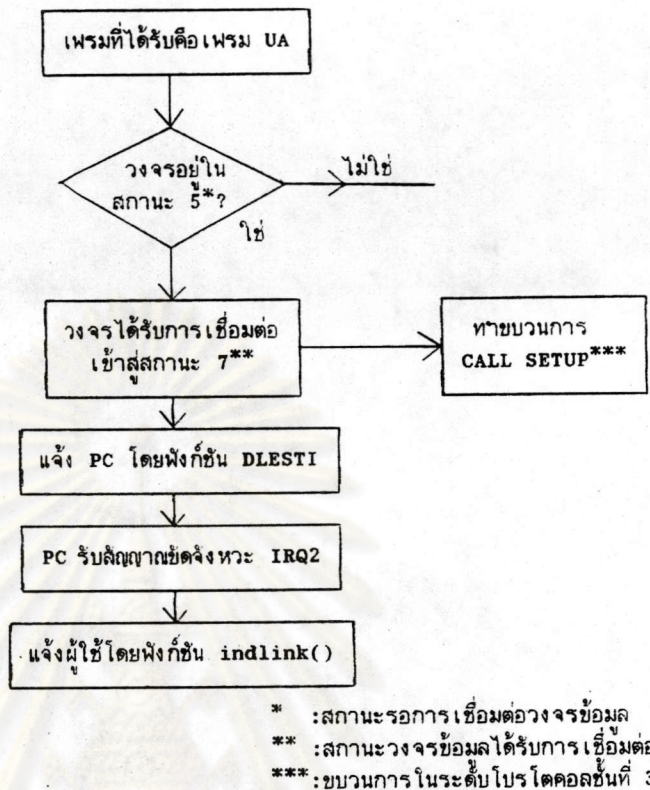 เฟรมที่ได้รับคือเฟรม UA
วงจรอยู่ใน
สถานะ 5*?
ไม่ใช่
ใช่
วงจรได้รับการเชื่อมต่อ
เข้าสู่สถานะ 7**
ทำขบวนการ
CALL SETUP***
แจ้ง PC โดยฟังก์ชัน DLESTI
PC รับสัญญาณขัดจังหวะ IRQ2
แจ้งผู้ใช้โดยฟังก์ชัน indlink()
* :สถานะรอการเชื่อมต่อวงจรข้อมูล
** :สถานะวงจรข้อมูลได้รับการเชื่อมต่อ
***:ขบวนการในระดับโปรโตคอลชั้นที่ 3